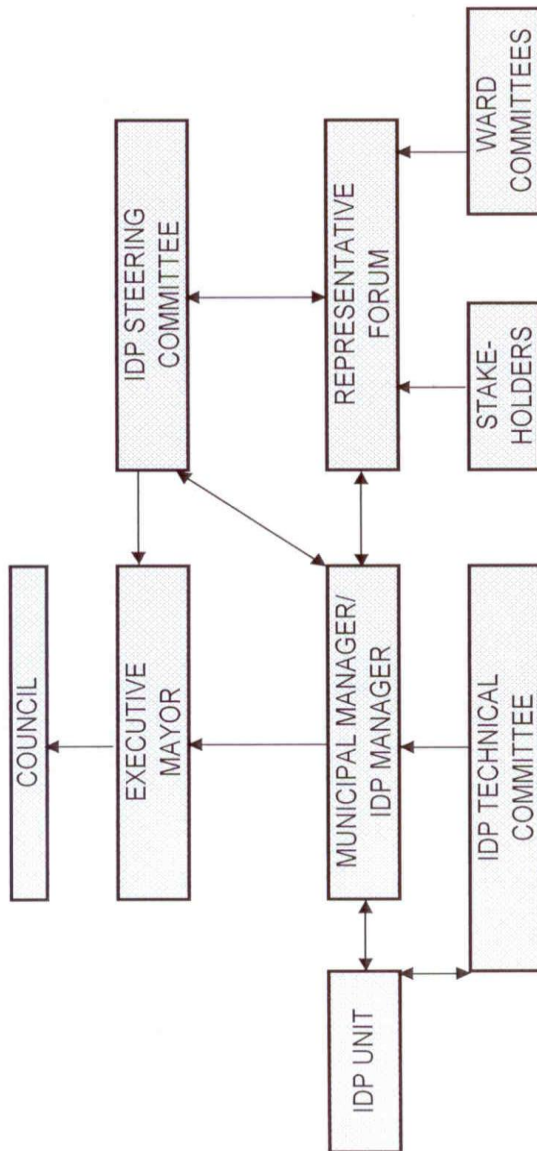 COUNCIL
EXECUTIVE
MAYOR
IDP STEERING
COMMITTEE
IDP UNIT
MUNICIPAL MANAGER/
IDP MANAGER
REPRESENTATIVE
FORUM
IDP TECHNICAL
COMMITTEE
STAKE-
HOLDERS
WARD
COMMITTEES